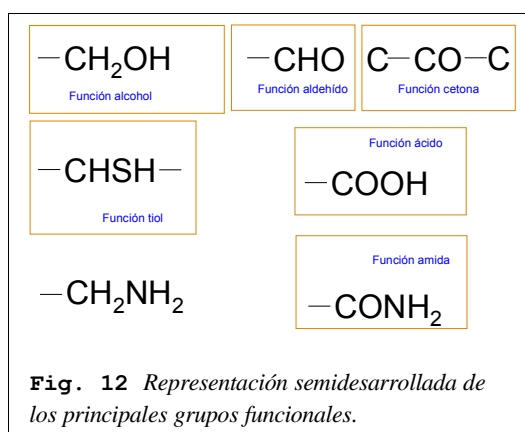 —CH₂OH
Función alcohol
—CHO
Función aldehído
C—CO—C
Función cetona
—CHSH—
Función tiol
Función ácido
—COOH
—CH₂NH₂
Función amida
—CONH₂
Fig. 12 Representación semidesarrollada de
los principales grupos funcionales.